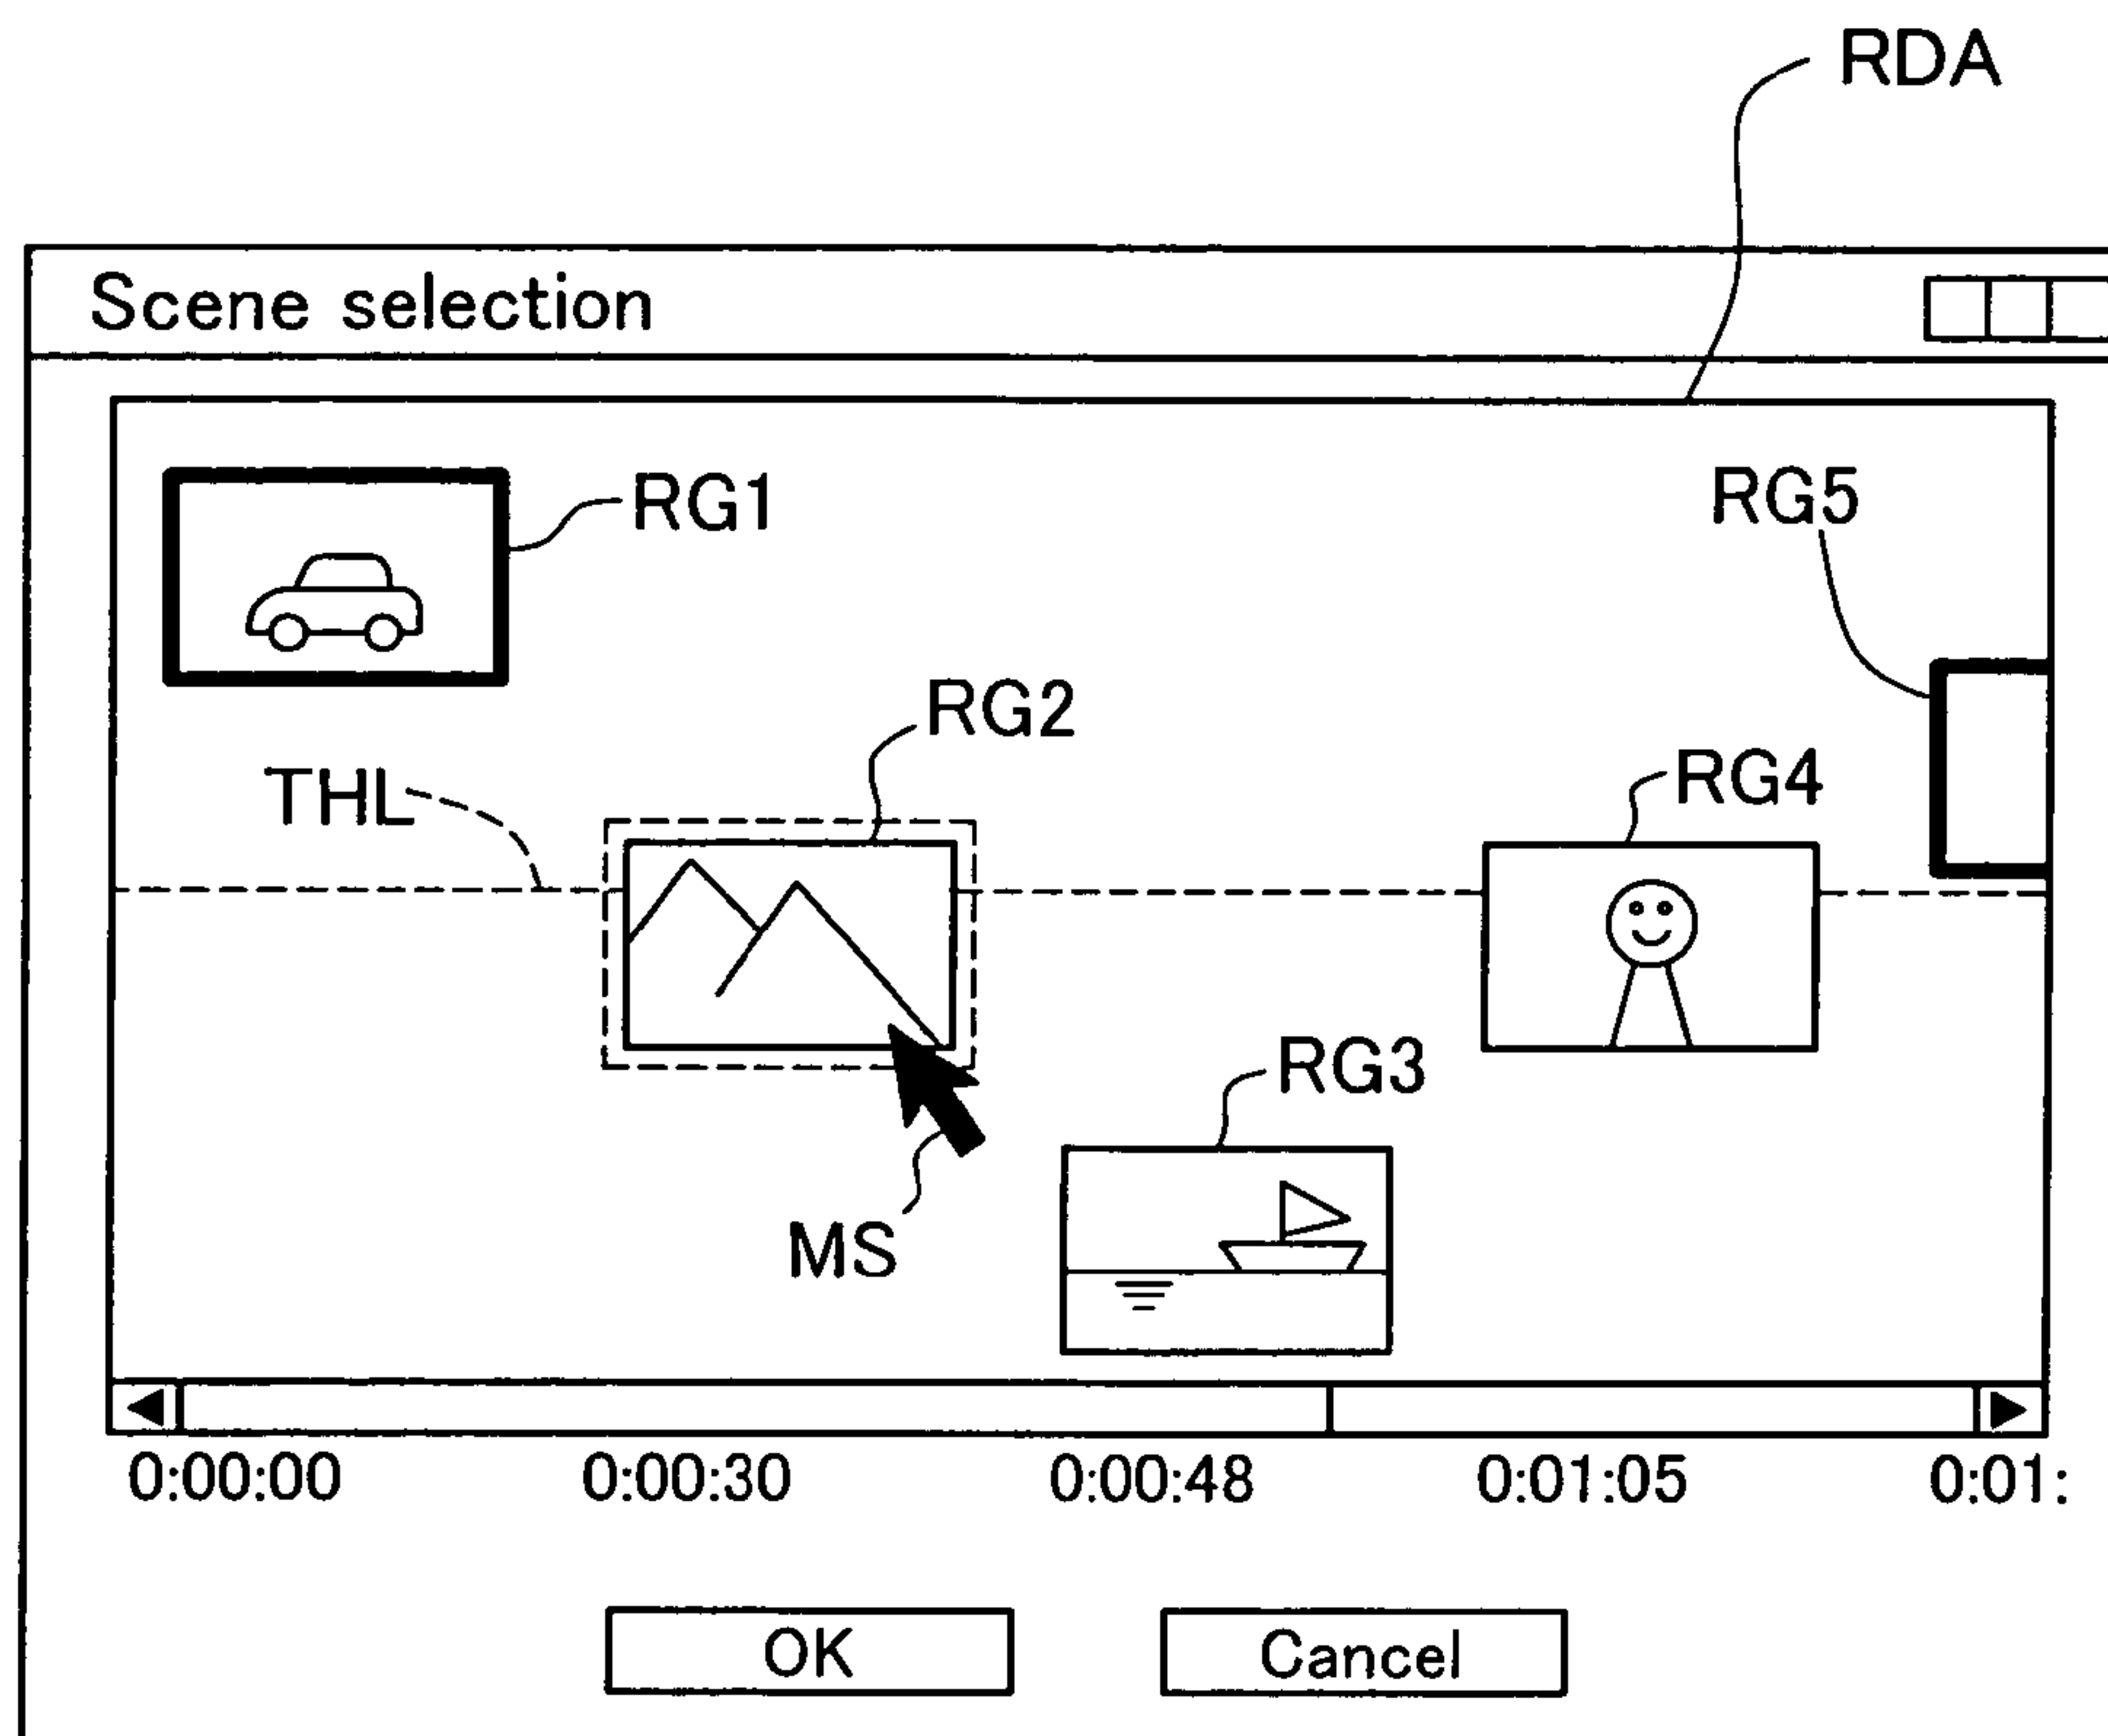 RDA
Scene selection
RG1
RG5
RG2
THL
RG4
RG3
MS
0:00:00 0:00:30 0:00:48 0:01:05 0:01:
OK Cancel